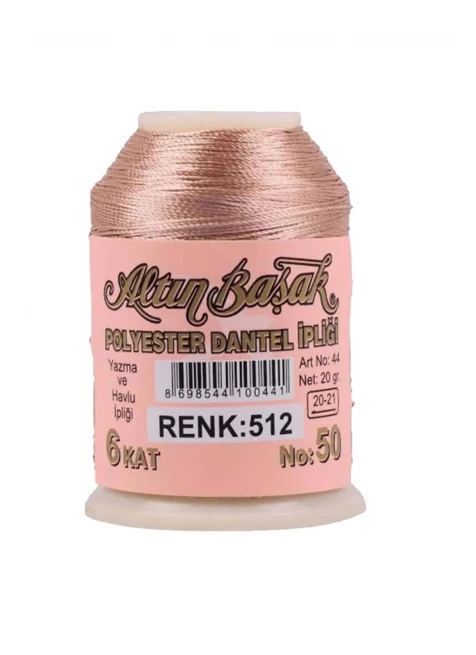 Altın Başak
POLYESTER DANTEL İPLİĞİ
Yazma
ve
Havlu
İpliği
Art No: 44
Net: 20 gr.
20-21
8 698544 100441
RENK:512
6 KAT
No: 50